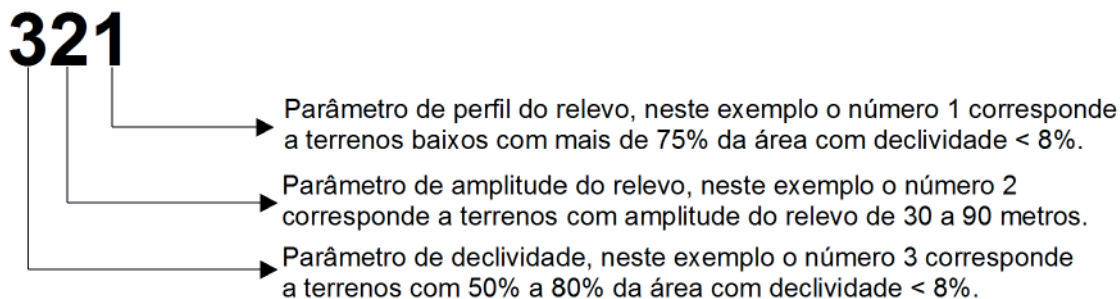 321
Parâmetro de perfil do relevo, neste exemplo o número 1 corresponde
a terrenos baixos com mais de 75% da área com declividade < 8%.
Parâmetro de amplitude do relevo, neste exemplo o número 2
corresponde a terrenos com amplitude do relevo de 30 a 90 metros.
Parâmetro de declividade, neste exemplo o número 3 corresponde
a terrenos com 50% a 80% da área com declividade < 8%.